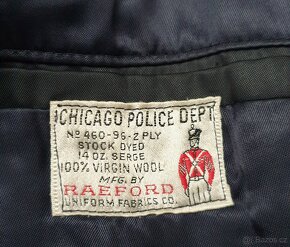 CHICAGO POLICE DEPT
No 460-96-2 PLY
STOCK DYED
14 OZ. SERGE
100% VIRGIN WOOL
MFG. BY
RAEFORD
UNIFORM FABRICS CO.